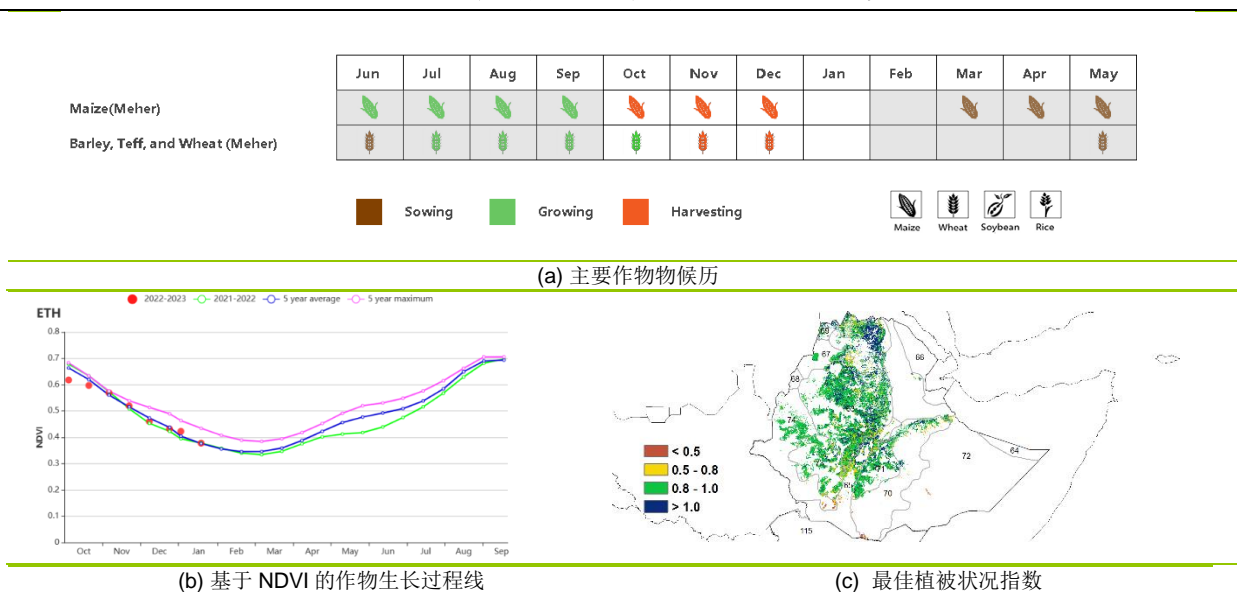 Jun Jul Aug Sep Oct Nov Dec Jan Feb Mar Apr May
Maize(Meher)
Barley, Teff, and Wheat (Meher)
Sowing Growing Harvesting
Maize Wheat Soybean Rice
(a) 主要作物物候历
2022-2023 2021-2022 5 year average 5 year maximum
ETH
0.8
0.7
0.6
0.5
0.4
0.3
0.2
0.1
0
NDVI
Oct Nov Dec Jan Feb Mar Apr May Jun Jul Aug Sep
67
66
68
74
72
64
71
70
115
< 0.5
0.5 - 0.8
0.8 - 1.0
> 1.0
(b) 基于 NDVI 的作物生长过程线
(c) 最佳植被状况指数